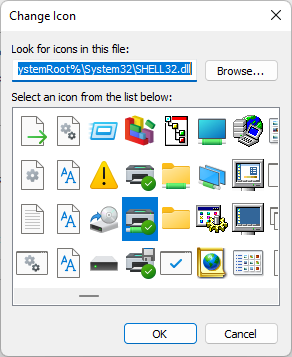 Change Icon
Look for icons in this file:
ystemRoot%\System32\SHELL32.dll
Browse...
Select an icon from the list below:
OK
Cancel